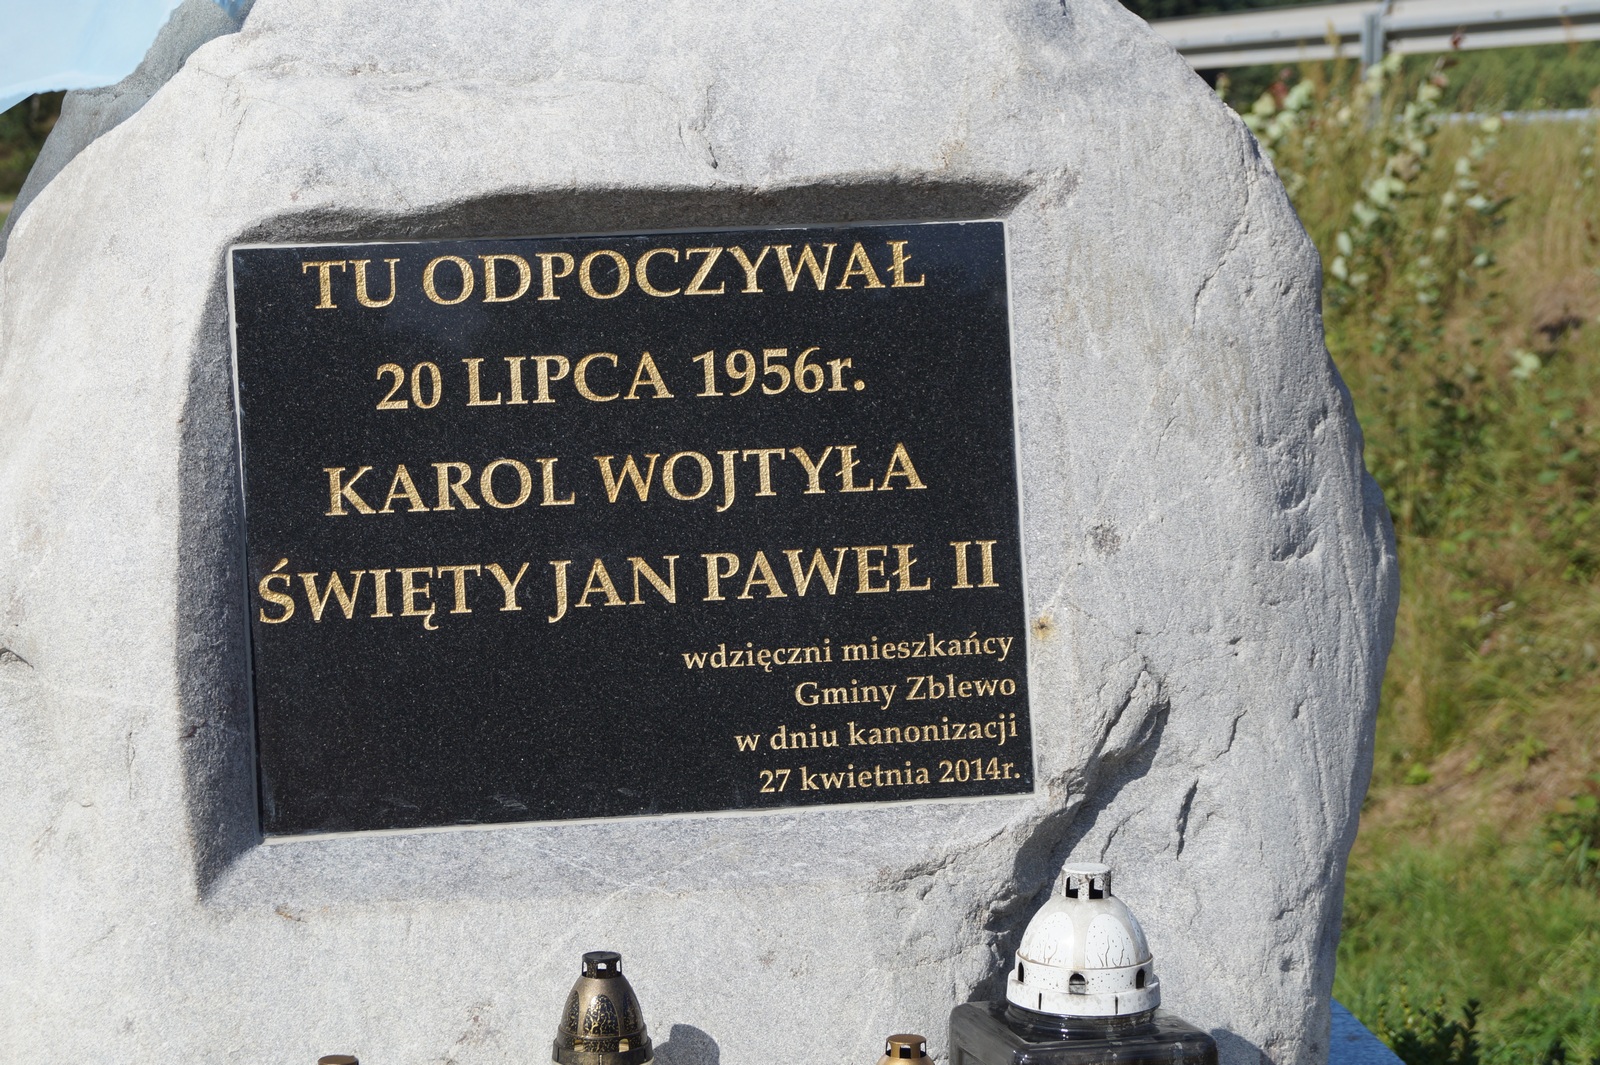 TU ODPOCZYWAŁ
20 LIPCA 1956r.
KAROL WOJTYŁA
ŚWIĘTY JAN PAWEŁ II
wdzięczni mieszkańcy
Gminy Zblewo
w dniu kanonizacji
27 kwietnia 2014r.